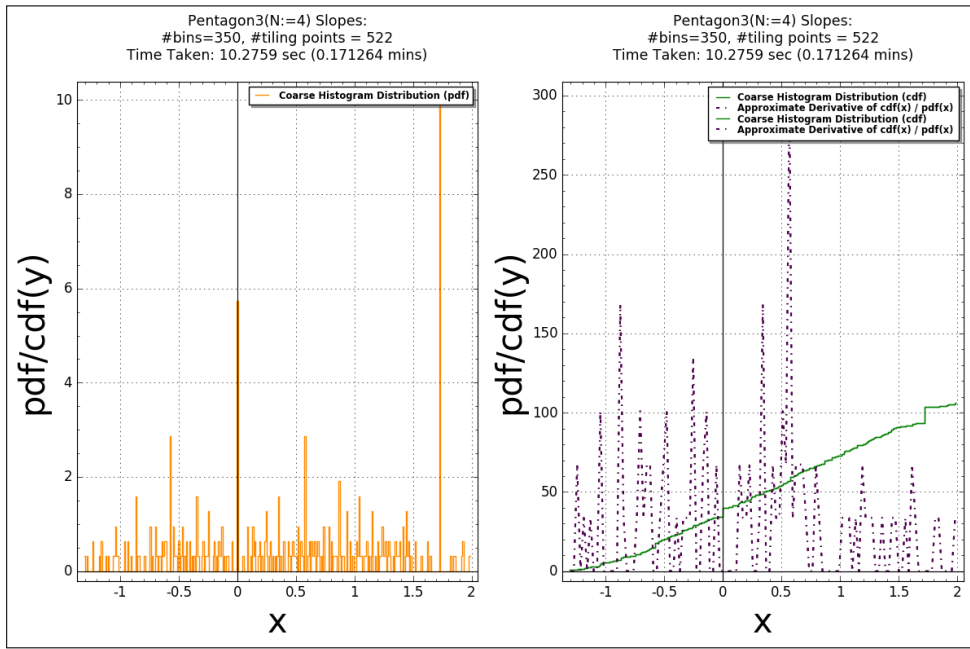 Pentagon3(N:=4) Slopes:
#bins=350, #tiling points = 522
Time Taken: 10.2759 sec (0.171264 mins)
Coarse Histogram Distribution (pdf)
10
8
6
4
2
0
-1
-0.5
0
0.5
1
1.5
2
pdf/cdf(y)
x
Pentagon3(N:=4) Slopes:
#bins=350, #tiling points = 522
Time Taken: 10.2759 sec (0.171264 mins)
Coarse Histogram Distribution (cdf)
Approximate Derivative of cdf(x) / pdf(x)
Coarse Histogram Distribution (cdf)
Approximate Derivative of cdf(x) / pdf(x)
300
250
200
150
100
50
0
-1
-0.5
0
0.5
1
1.5
2
pdf/cdf(y)
x